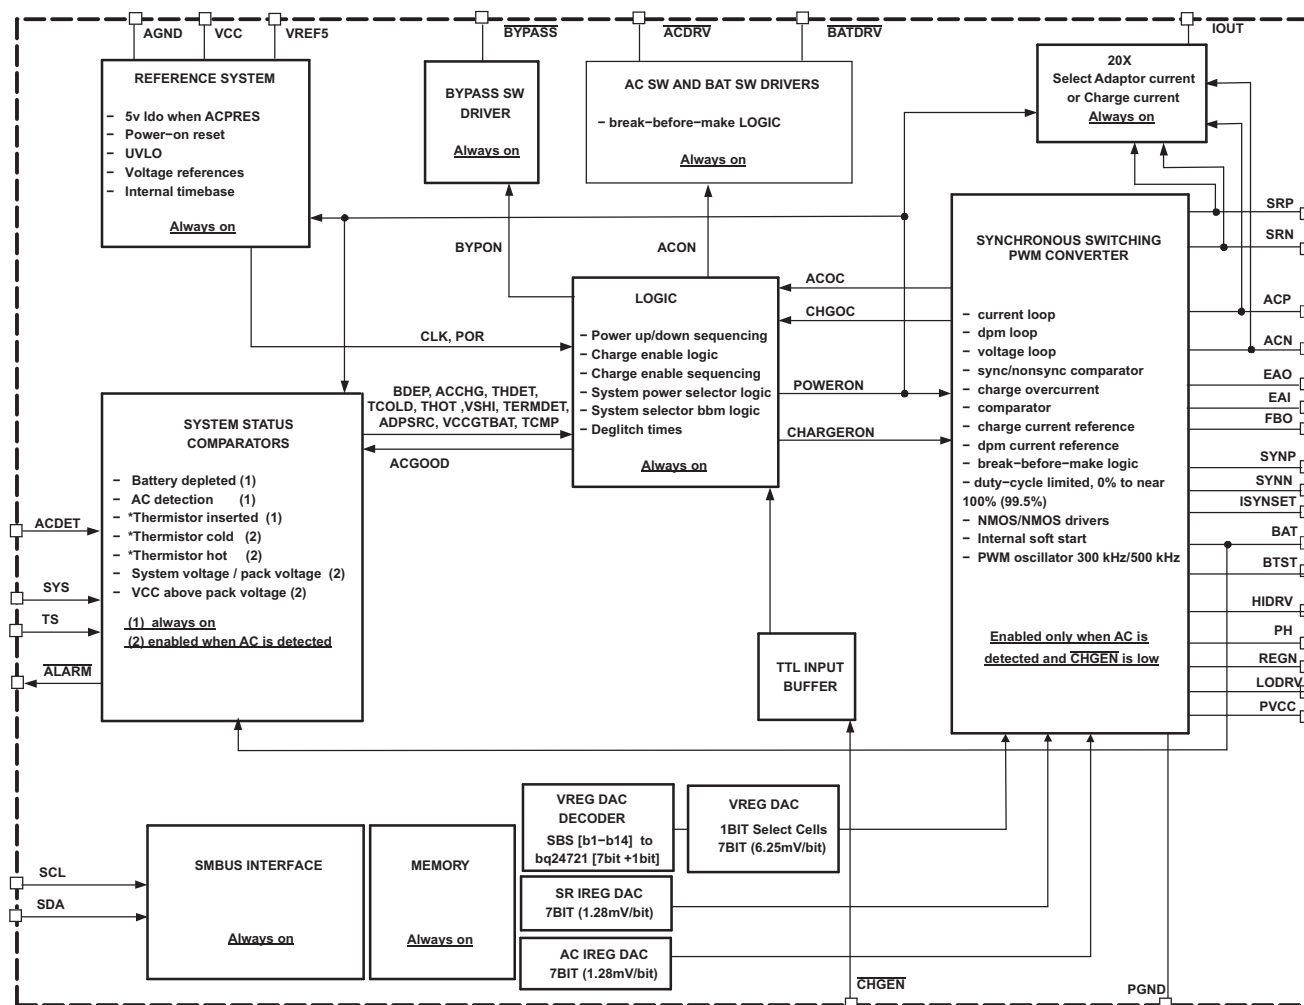 AGND
VCC
VREF5
BYPASS
ACDRV
BATDRV
IOUT
REFERENCE SYSTEM
− 5v ldo when ACPRES
− Power−on reset
− UVLO
− Voltage references
− Internal timebase
Always on
BYPASS SW
DRIVER
Always on
AC SW AND BAT SW DRIVERS
− break−before−make LOGIC
Always on
20X
Select Adaptor current
or Charge current
Always on
BYPON
ACON
CLK, POR
LOGIC
− Power up/down sequencing
− Charge enable logic
− Charge enable sequencing
− System power selector logic
− System selector bbm logic
− Deglitch times
Always on
ACOC
CHGOC
POWERON
CHARGERON
SYNCHRONOUS SWITCHING
PWM CONVERTER
− current loop
− dpm loop
− voltage loop
− sync/nonsync comparator
− charge overcurrent
− comparator
− charge current reference
− dpm current reference
− break−before−make logic
− duty−cycle limited, 0% to near
100% (99.5%)
− NMOS/NMOS drivers
− Internal soft start
− PWM oscillator 300 kHz/500 kHz
Enabled only when AC is
detected and CHGEN is low
SRP
SRN
ACP
ACN
EAO
EAI
FBO
SYNP
SYNN
ISYNSET
BAT
BTST
HIDRV
PH
REGN
LODRV
PVCC
BDEP, ACCHG, THDET,
TCOLD, THOT ,VSHI, TERMDET,
ADPSRC, VCCGTBAT, TCMP
ACGOOD
SYSTEM STATUS
COMPARATORS
− Battery depleted (1)
− AC detection (1)
− *Thermistor inserted (1)
− *Thermistor cold (2)
− *Thermistor hot (2)
− System voltage / pack voltage (2)
− VCC above pack voltage (2)
(1) always on
(2) enabled when AC is detected
ACDET
SYS
TS
ALARM
TTL INPUT
BUFFER
VREG DAC
DECODER
SBS [b1−b14] to
bq24721 [7bit +1bit]
VREG DAC
1BIT Select Cells
7BIT (6.25mV/bit)
SMBUS INTERFACE
Always on
MEMORY
Always on
SR IREG DAC
7BIT (1.28mV/bit)
AC IREG DAC
7BIT (1.28mV/bit)
SCL
SDA
CHGEN
PGND